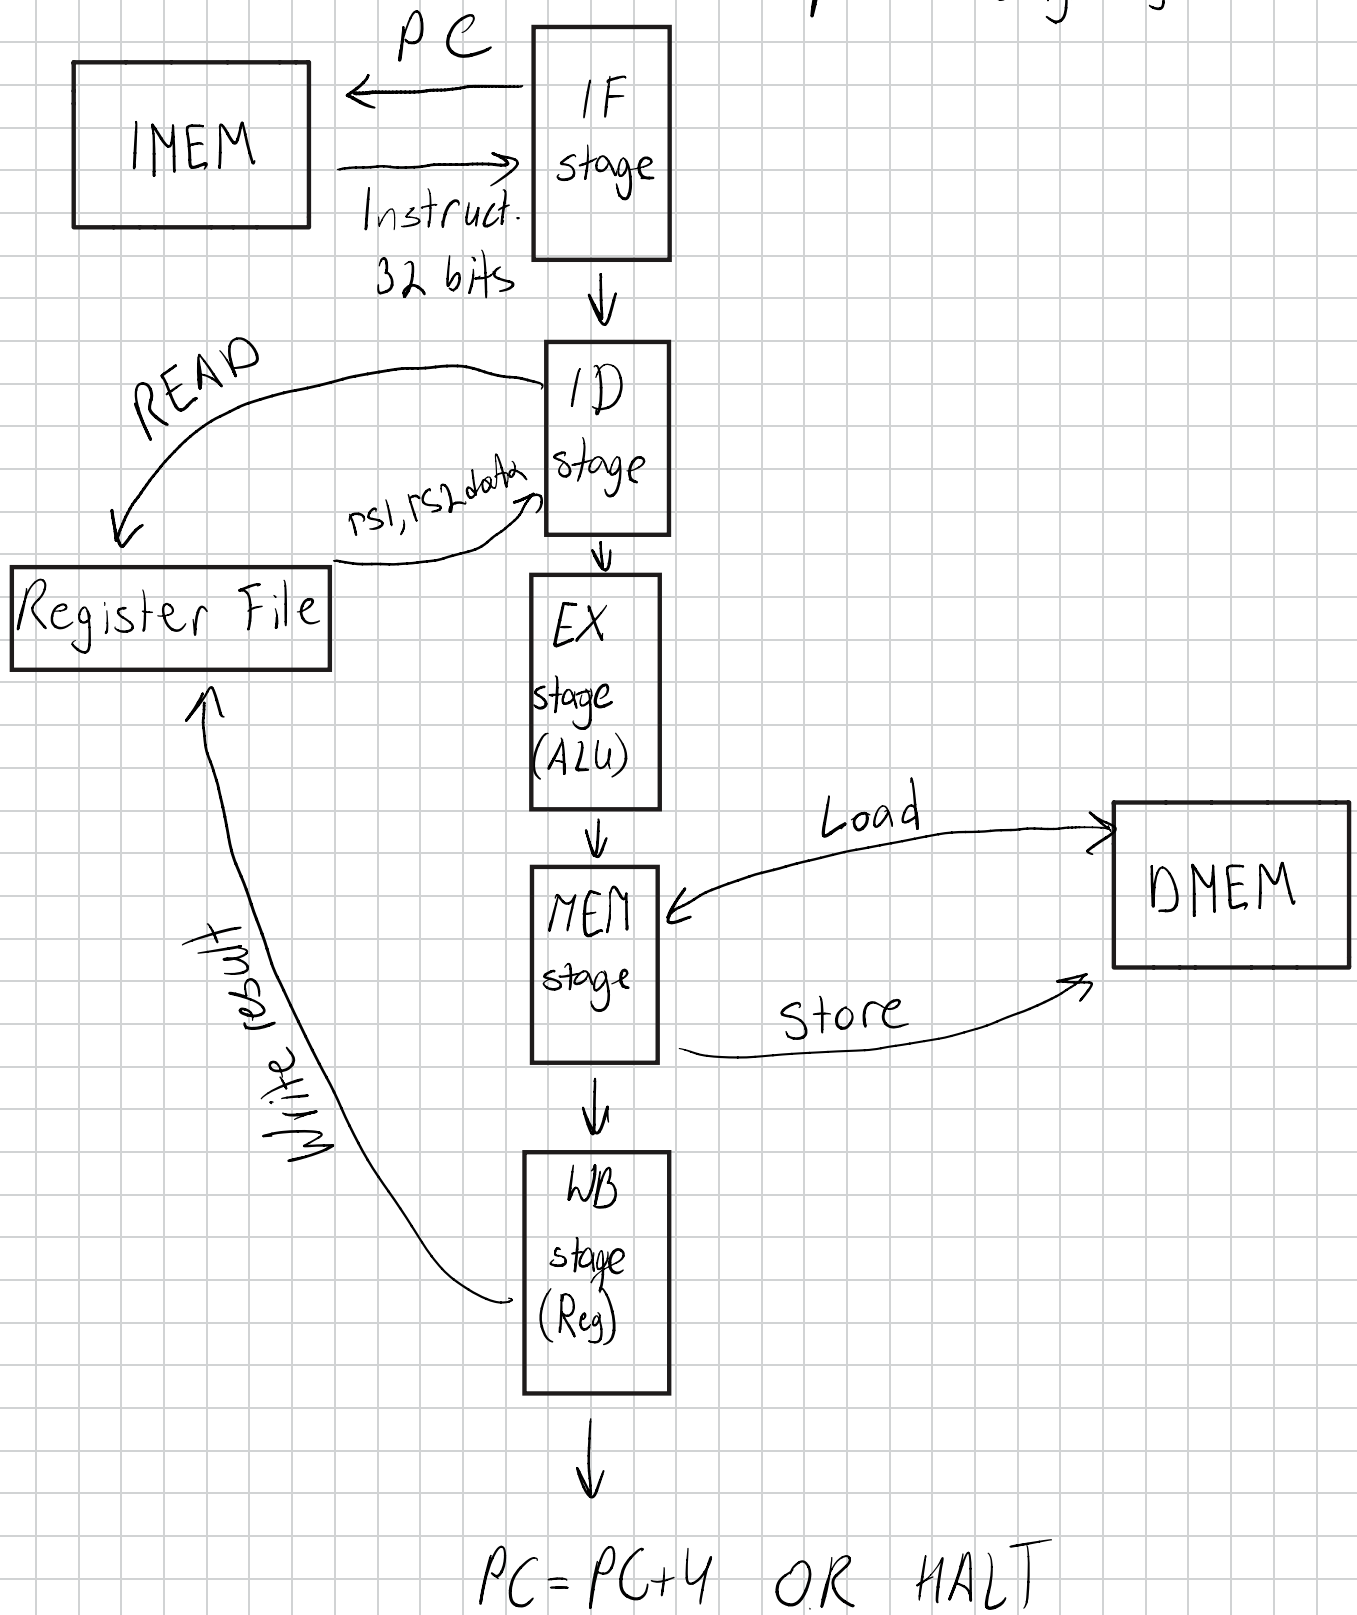 PC
IMEM
IF
stage
Instruct.
32 bits
READ
ID
stage
rs1, rs2 data
Register File
EX
stage
(ALU)
Load
DMEM
MEM
stage
store
Write result
WB
stage
(Reg)
PC=PC+4 OR HALT